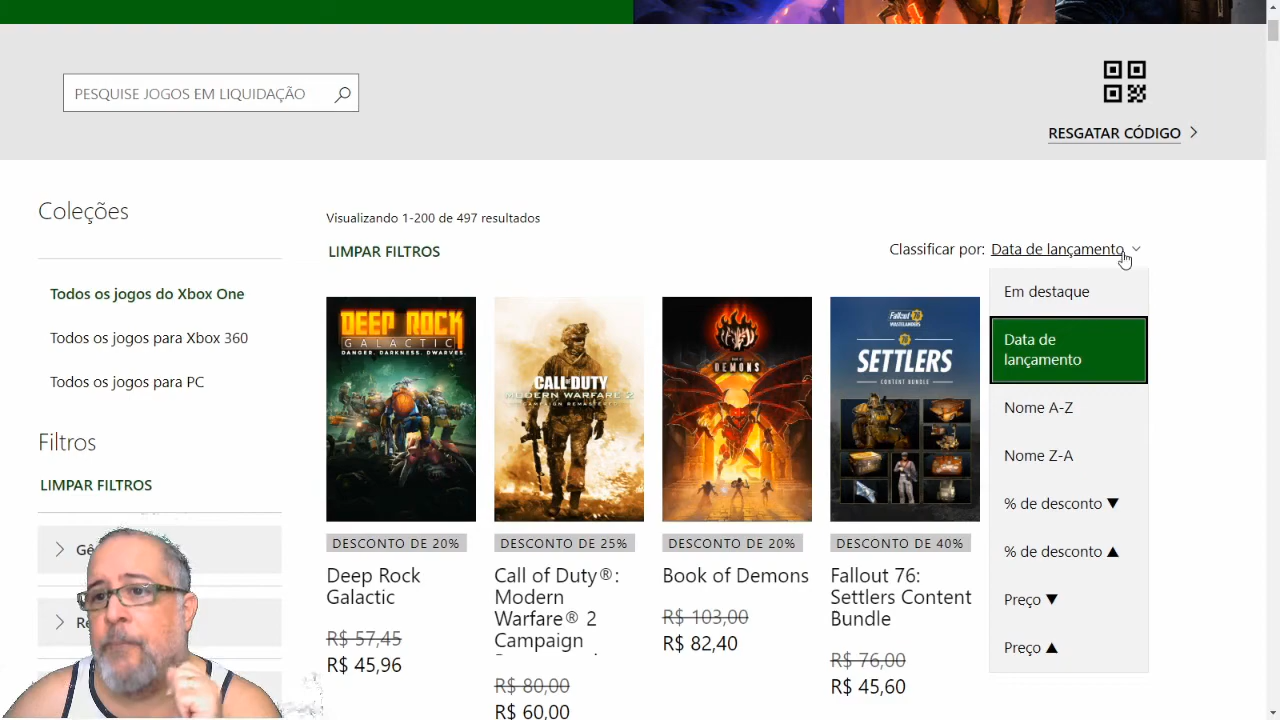 PESQUISE JOGOS EM LIQUIDAÇÃO
RESGATAR CÓDIGO
Coleções
Todos os jogos do Xbox One
Todos os jogos para Xbox 360
Todos os jogos para PC
Filtros
LIMPAR FILTROS
Visualizando 1-200 de 497 resultados
LIMPAR FILTROS
Classificar por: Data de lançamento
Em destaque
Data de
lançamento
Nome A-Z
Nome Z-A
% de desconto ▼
% de desconto ▲
Preço ▼
Preço ▲
DEEP ROCK
GALACTIC
DANGER. DARKNESS. DWARVES.
CALL OF DUTY
MODERN WARFARE 2
CAMPAIGN REMASTERED
DEMONS
Fallout 76
WASTELANDERS
SETTLERS
CONTENT BUNDLE
DESCONTO DE 20%
Deep Rock
Galactic
R$ 57,45
R$ 45,96
DESCONTO DE 25%
Call of Duty®:
Modern
Warfare® 2
Campaign
R$ 80,00
R$ 60,00
DESCONTO DE 20%
Book of Demons
R$ 103,00
R$ 82,40
DESCONTO DE 40%
Fallout 76:
Settlers Content
Bundle
R$ 76,00
R$ 45,60